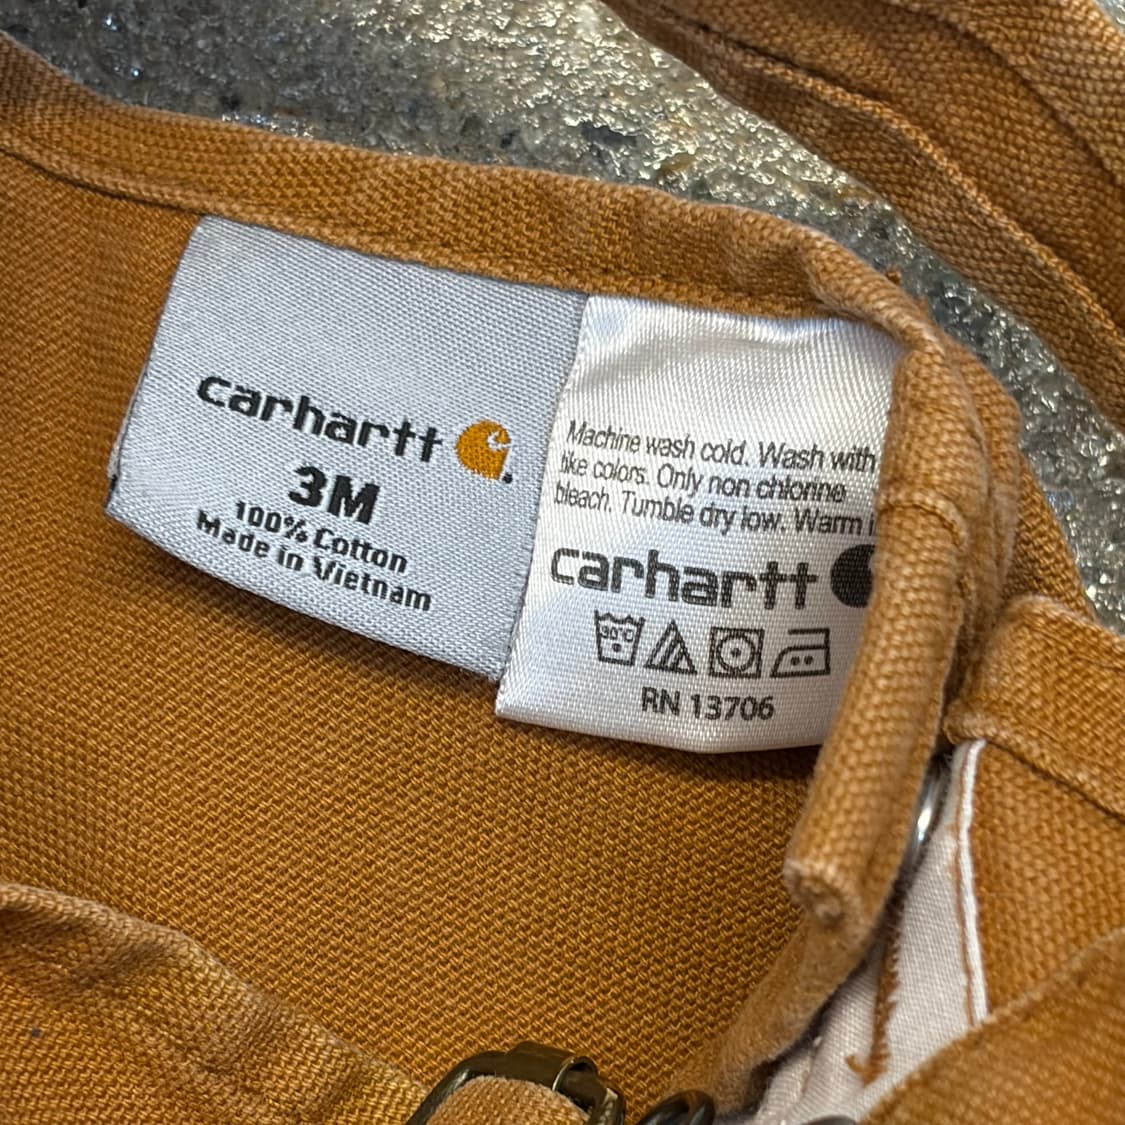 carhartt
3M
100% Cotton
Made in Vietnam
Machine wash cold. Wash with
like colors. Only non chlorine
bleach. Tumble dry low. Warm i
carhartt
30°C
RN 13706